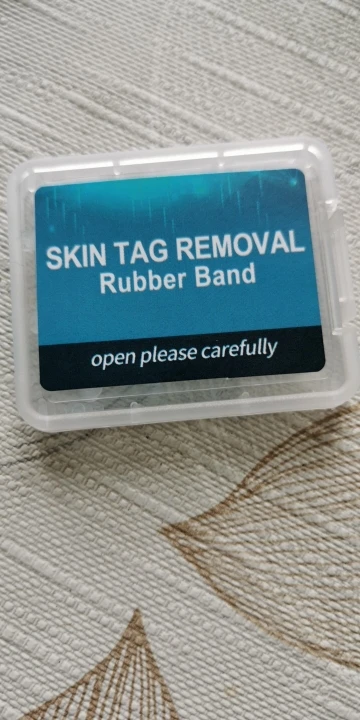 SKIN TAG REMOVAL
Rubber Band
open please carefully